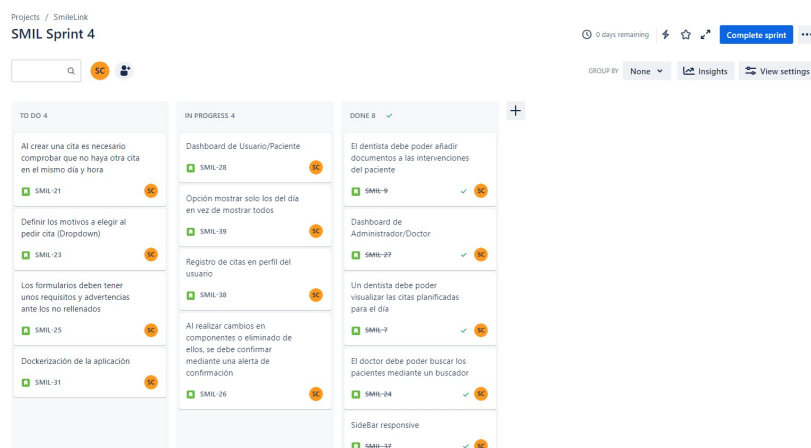 Projects / SmileLink
SMIL Sprint 4
0 days remaining
Complete sprint
SC
GROUP BY None
Insights
View settings
TO DO 4
Al crear una cita es necesario
comprobar que no haya otra cita
en el mismo día y hora
SMIL-21
SC
Definir los motivos a elegir al
pedir cita (Dropdown)
SMIL-23
SC
Los formularios deben tener
unos requisitos y advertencias
ante los no rellenados
SMIL-25
SC
Dockerización de la aplicación
SMIL-31
SC
IN PROGRESS 4
Dashboard de Usuario/Paciente
SMIL-28
SC
Opción mostrar solo los del día
en vez de mostrar todos
SMIL-39
SC
Registro de citas en perfil del
usuario
SMIL-38
SC
Al realizar cambios en
componentes o eliminado de
ellos, se debe confirmar
mediante una alerta de
confirmación
SMIL-26
SC
DONE 8
El dentista debe poder añadir
documentos a las intervenciones
del paciente
SMIL-9
SC
Dashboard de
Administrador/Doctor
SMIL-27
SC
Un dentista debe poder
visualizar las citas planificadas
para el día
SMIL-7
SC
El doctor debe poder buscar los
pacientes mediante un buscador
SMIL-24
SC
SideBar responsive
SMIL-37
SC